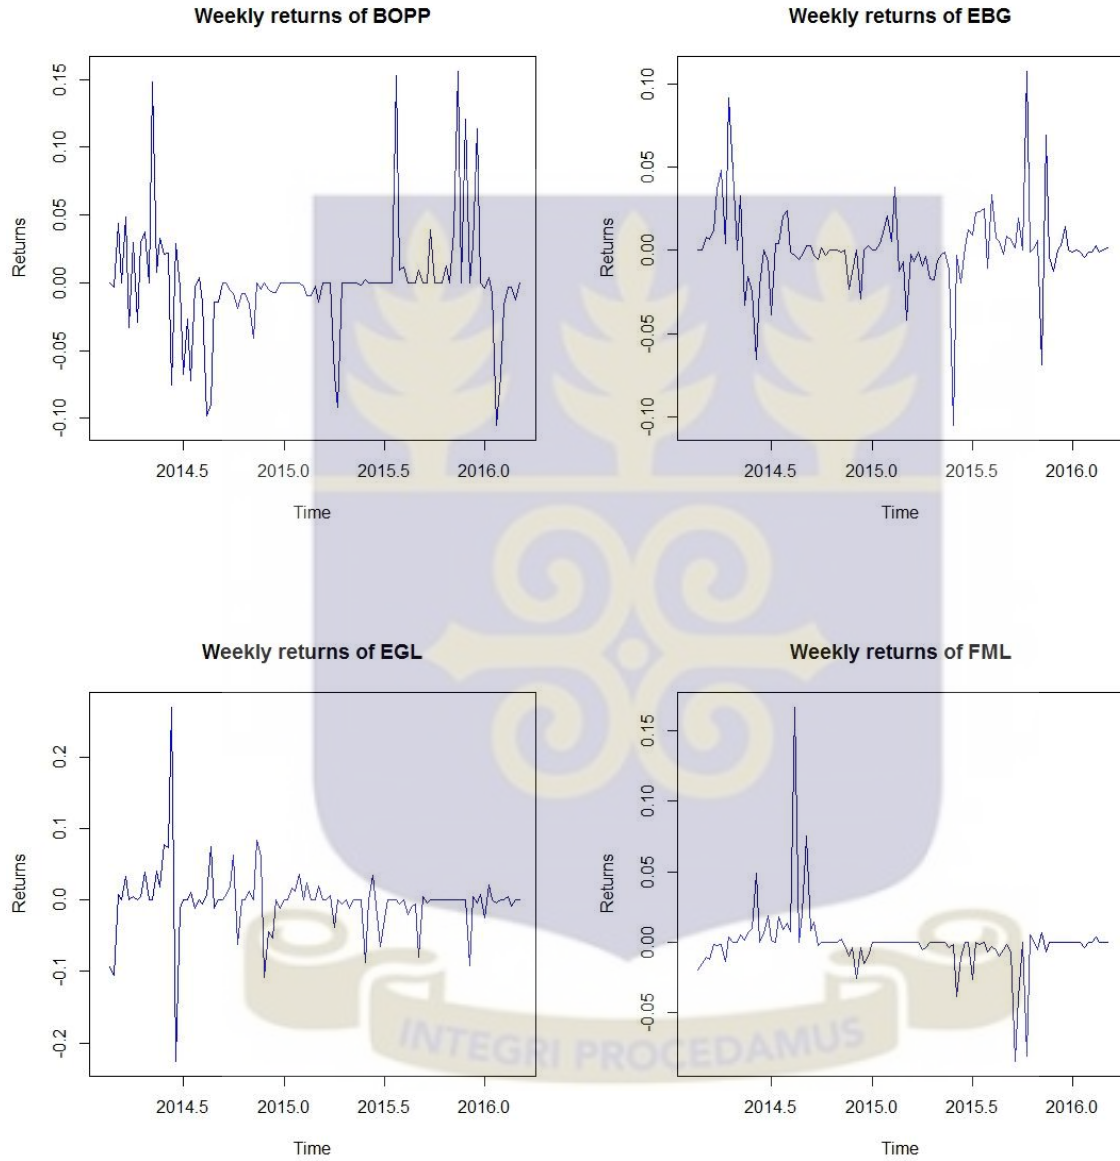 Weekly returns of BOPP
Returns
0.15
0.10
0.05
0.00
-0.05
-0.10
2014.5 2015.0 2015.5 2016.0
Time
Weekly returns of EBG
Returns
0.10
0.05
0.00
-0.05
-0.10
2014.5 2015.0 2015.5 2016.0
Time
Weekly returns of EGL
Returns
0.2
0.1
0.0
-0.1
-0.2
2014.5 2015.0 2015.5 2016.0
Time
Weekly returns of FML
Returns
0.15
0.10
0.05
0.00
-0.05
2014.5 2015.0 2015.5 2016.0
Time
INTEGRI PROCEDAMUS